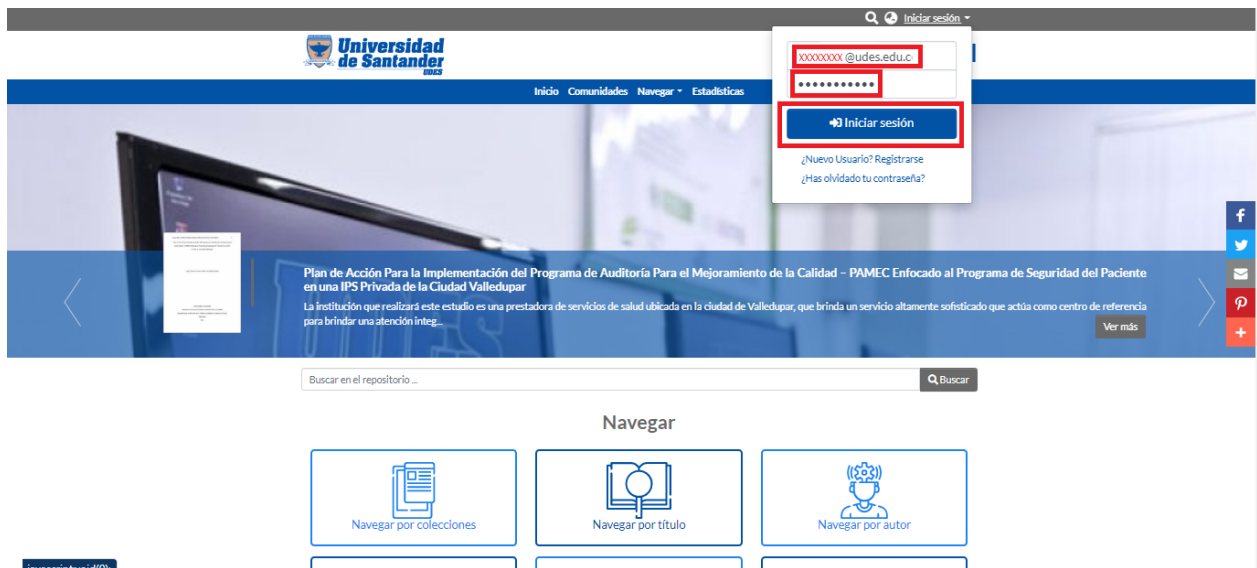 Iniciar sesión
Universidad
de Santander
UDES
xxxxxxxx @udes.edu.c
Inicio Comunidades Navegar Estadísticas
Iniciar sesión
¿Nuevo Usuario? Registrarse
¿Has olvidado tu contraseña?
Plan de Acción Para la Implementación del Programa de Auditoría Para el Mejoramiento de la Calidad – PAMEC Enfocado al Programa de Seguridad del Paciente
en una IPS Privada de la Ciudad Valledupar
La institución que realizará este estudio es una prestadora de servicios de salud ubicada en la ciudad de Valledupar, que brinda un servicio altamente sofisticado que actúa como centro de referencia
para brindar una atención integ...
Ver más
UDES
Buscar en el repositorio ...
Buscar
Navegar
Navegar por colecciones
Navegar por título
Navegar por autor